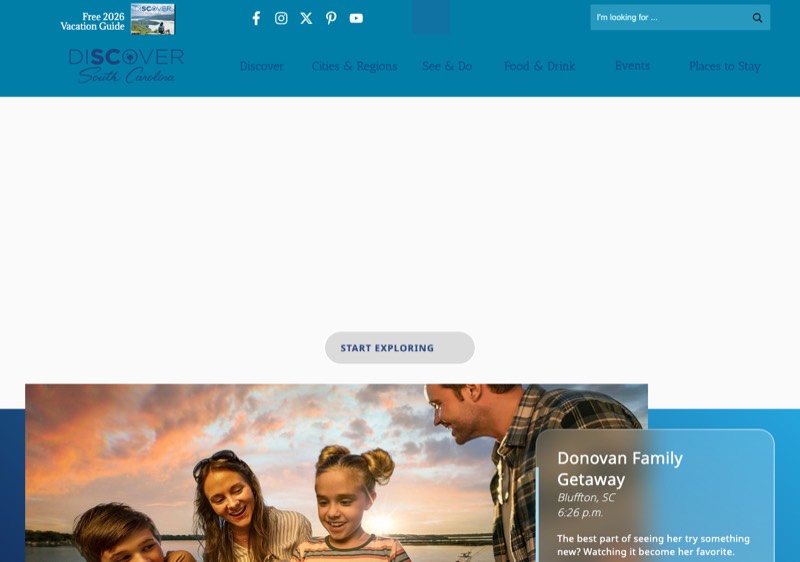 Free 2026
Vacation Guide
I'm looking for ...
DISCOVER
South Carolina
Discover
Cities & Regions
See & Do
Food & Drink
Events
Places to Stay
START EXPLORING
Donovan Family
Getaway
Bluffton, SC
6:26 p.m.
The best part of seeing her try something
new? Watching it become her favorite.